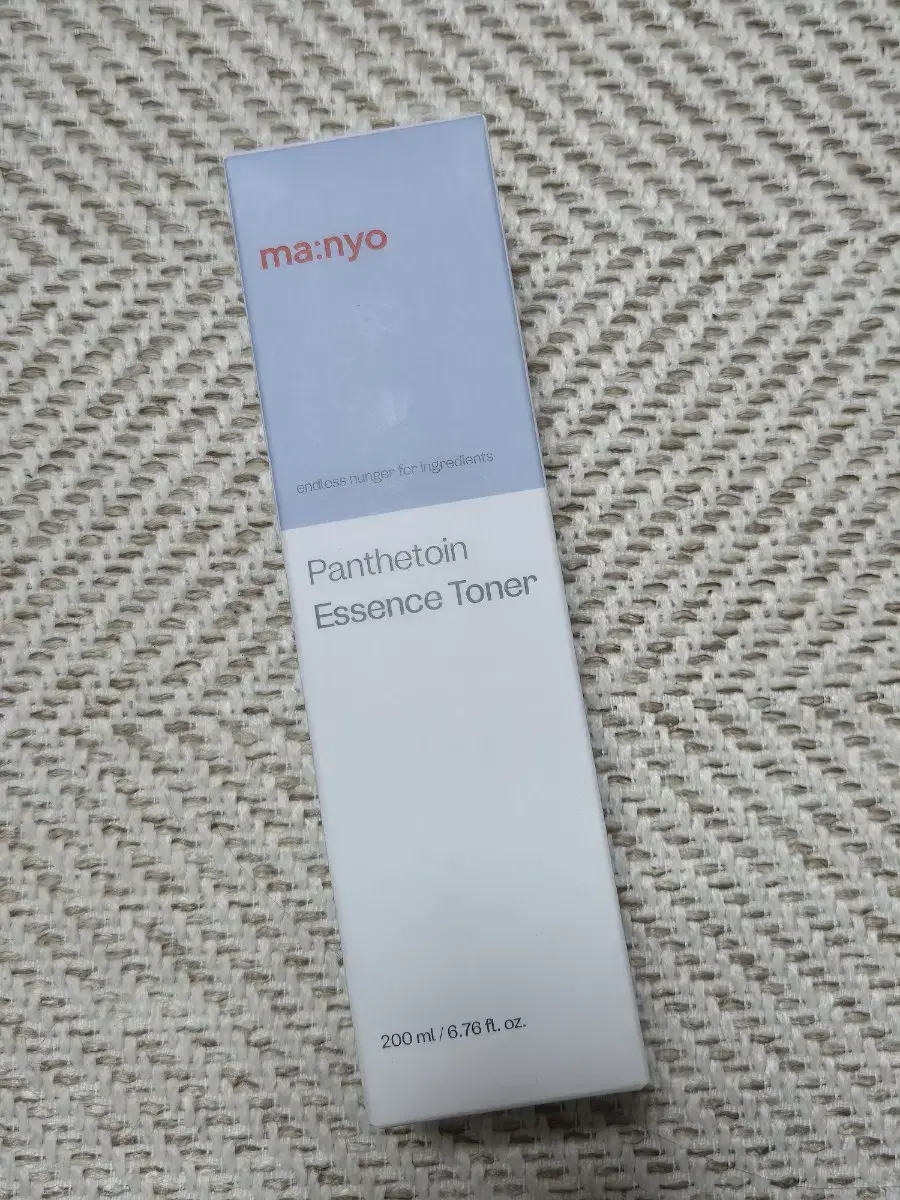 ma:nyo
endless hunger for ingredients
Panthetoin
Essence Toner
200 ml / 6.76 fl. oz.